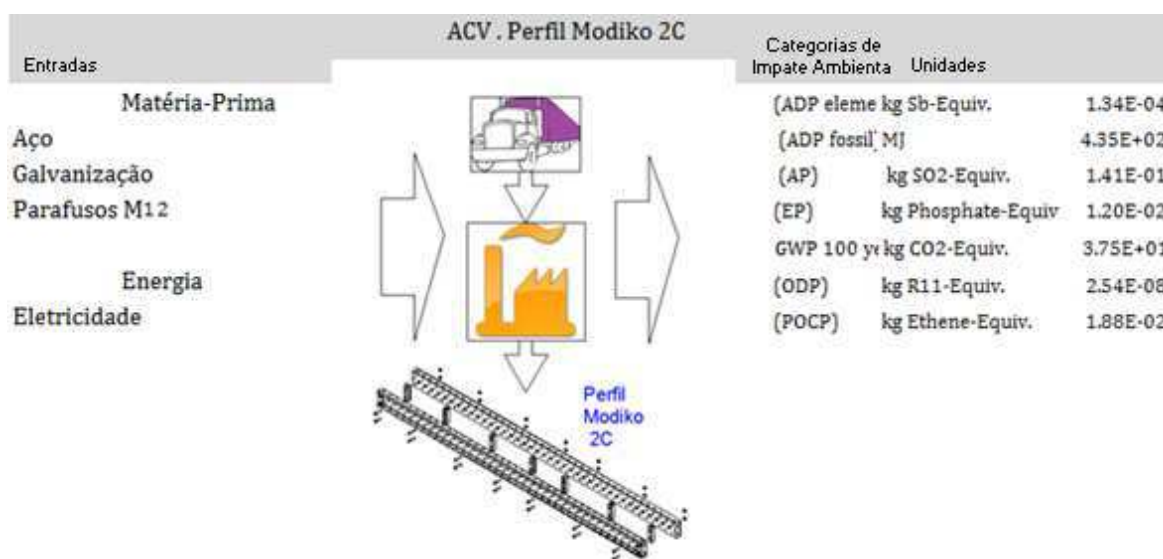 ACV . Perfil Modiko 2C
Entradas
Categorias de
Impate Ambienta Unidades
Matéria-Prima
Aço
Galvanização
Parafusos M12
Energia
Eletricidade
(ADP eleme kg Sb-Equiv. 1.34E-04
(ADP fossil) MJ 4.35E+02
(AP) kg SO2-Equiv. 1.41E-01
(EP) kg Phosphate-Equiv 1.20E-02
GWP 100 ye kg CO2-Equiv. 3.75E+01
(ODP) kg R11-Equiv. 2.54E-08
(POCP) kg Ethene-Equiv. 1.88E-02
Perfil
Modiko
2C